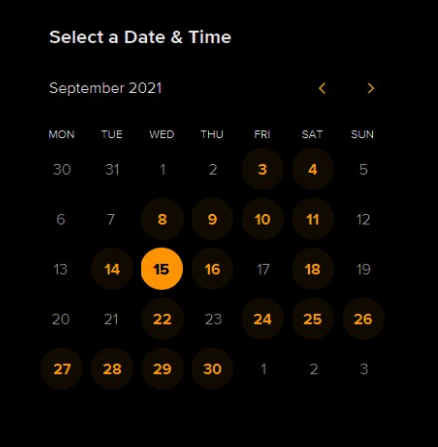 Select a Date & Time
September 2021
MON TUE WED THU FRI SAT SUN
30 31 1 2 3 4 5
6 7 8 9 10 11 12
13 14 15 16 17 18 19
20 21 22 23 24 25 26
27 28 29 30 1 2 3